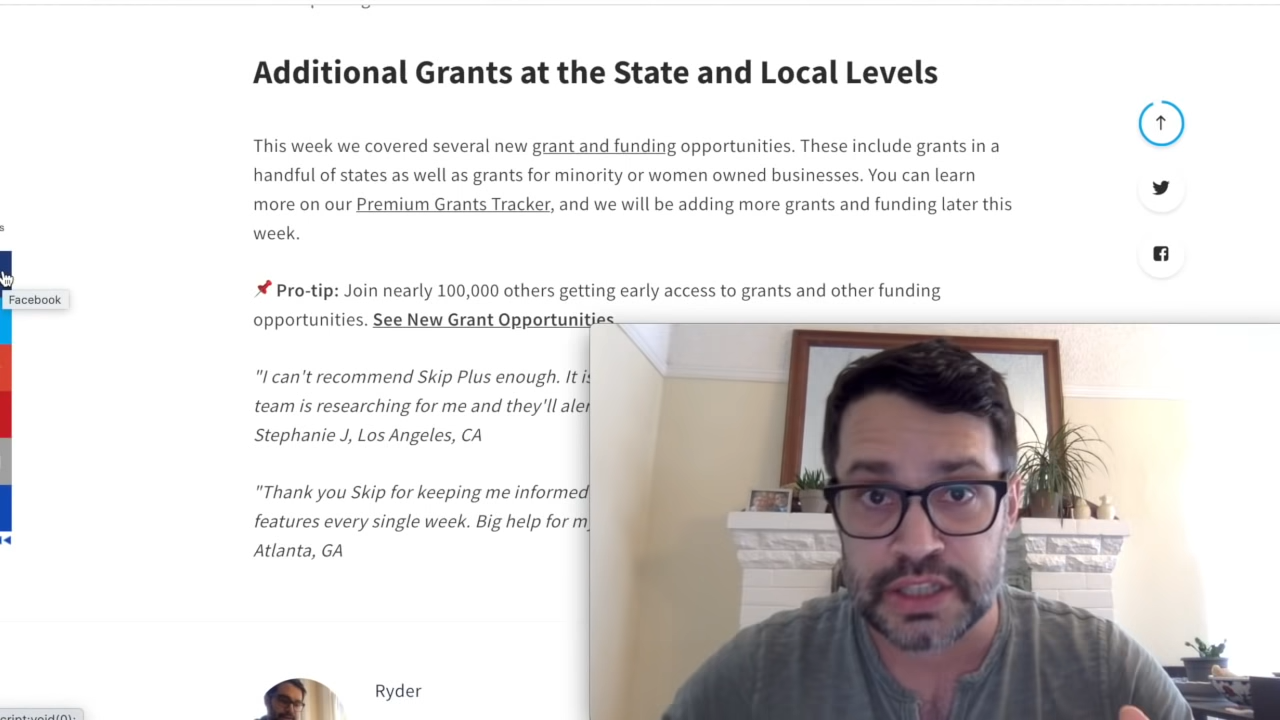 Additional Grants at the State and Local Levels
This week we covered several new grant and funding opportunities. These include grants in a
handful of states as well as grants for minority or women owned businesses. You can learn
more on our Premium Grants Tracker, and we will be adding more grants and funding later this
week.
Facebook
📌 Pro-tip: Join nearly 100,000 others getting early access to grants and other funding
opportunities. See New Grant Opportunities.
"I can't recommend Skip Plus enough. It is
team is researching for me and they'll aler
Stephanie J, Los Angeles, CA
"Thank you Skip for keeping me informed
features every single week. Big help for my
Atlanta, GA
Ryder